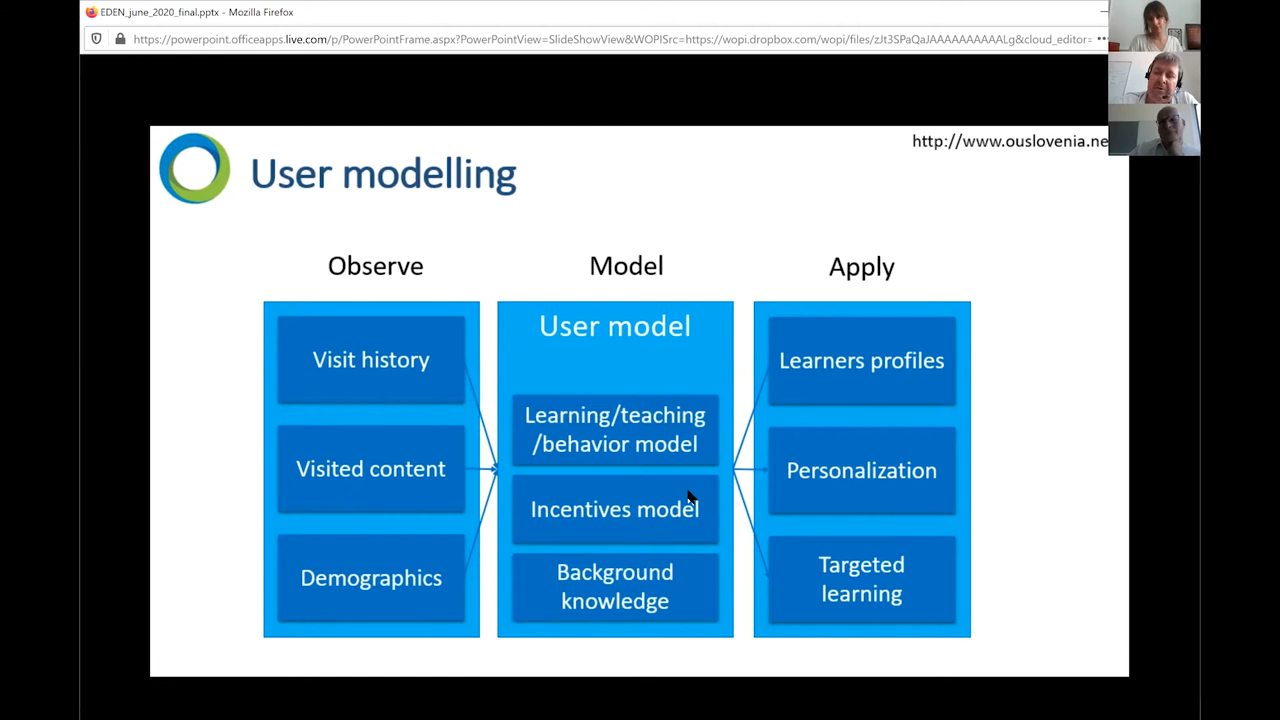 EDEN_june_2020_final.pptx - Mozilla Firefox
https://powerpoint.officeapps.live.com/p/PowerPointFrame.aspx?PowerPointView=SlideShowView&WOPISrc=https://wopi.dropbox.com/wopi/files/zJt3SPaQaJAAAAAAAAAALg&cloud_editor=
http://www.ouslovenia.ne
User modelling
Observe
Model
Apply
Visit history
Visited content
Demographics
User model
Learning/teaching
/behavior model
Incentives model
Background
knowledge
Learners profiles
Personalization
Targeted
learning